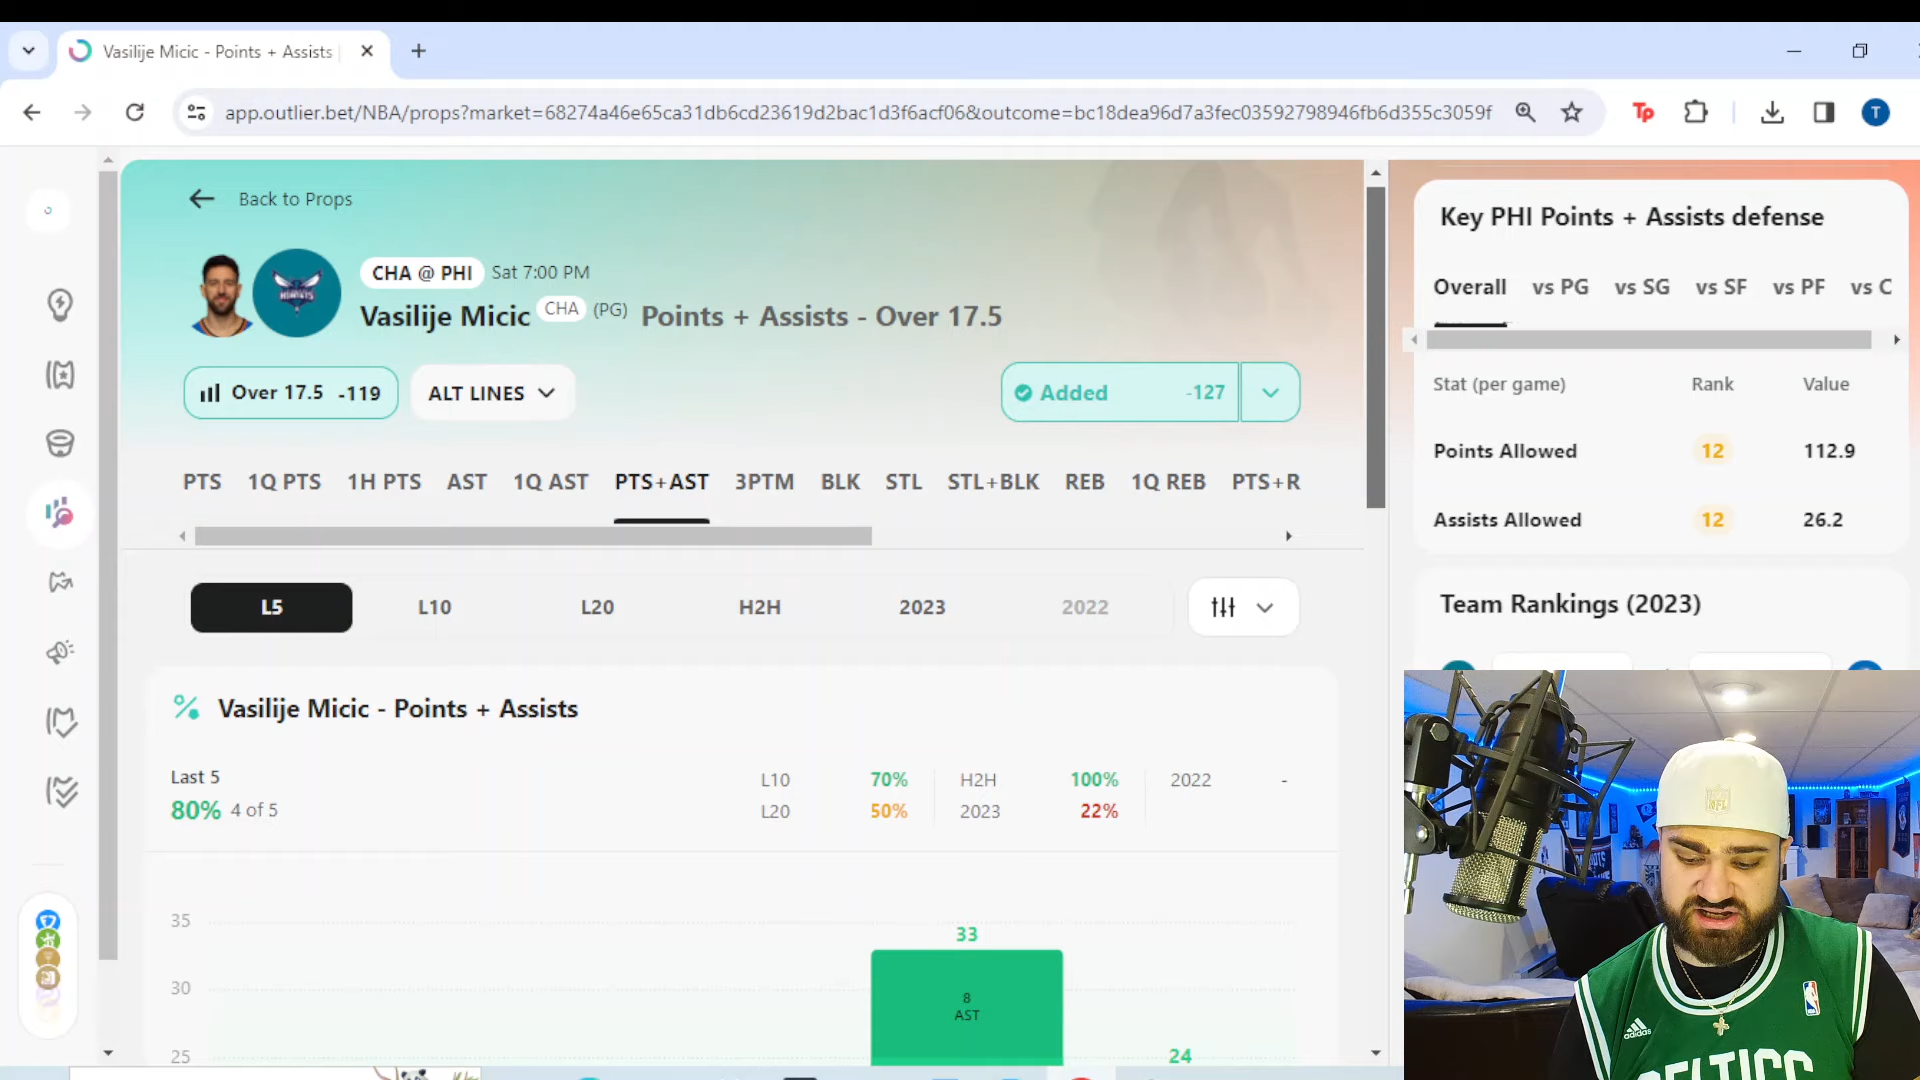 Vasilije Micic - Points + Assists
app.outlier.bet/NBA/props?market=68274a46e65ca31db6cd23619d2bac1d3f6acf06&outcome=bc18dea96d7a3fec03592798946fb6d355c3059f
Tp
T
Back to Props
CHA @ PHI Sat 7:00 PM
Vasilije Micic CHA (PG) Points + Assists - Over 17.5
Over 17.5 -119
ALT LINES
Added -127
PTS 1Q PTS 1H PTS AST 1Q AST PTS+AST 3PTM BLK STL STL+BLK REB 1Q REB PTS+R
L5 L10 L20 H2H 2023 2022
Vasilije Micic - Points + Assists
Last 5
80% 4 of 5
L10 70% H2H 100% 2022 -
L20 50% 2023 22%
35
33
30
8
AST
25
24
Key PHI Points + Assists defense
Overall vs PG vs SG vs SF vs PF vs C
Stat (per game) Rank Value
Points Allowed 12 112.9
Assists Allowed 12 26.2
Team Rankings (2023)
NFL
adidas
CELTICS